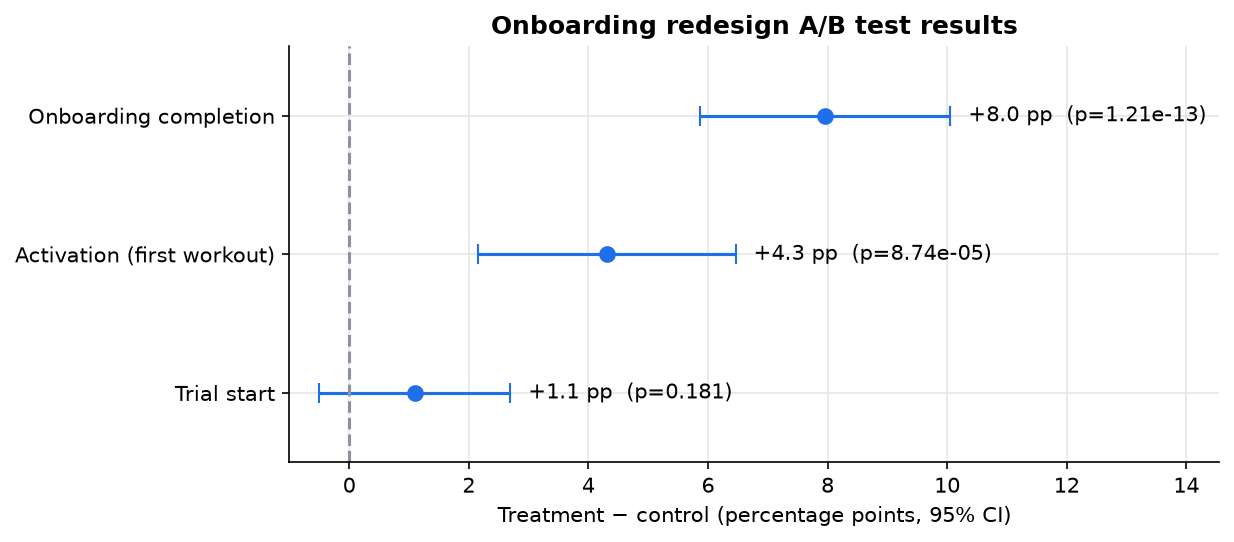 Onboarding redesign A/B test results
Onboarding completion
+8.0 pp (p=1.21e-13)
Activation (first workout)
+4.3 pp (p=8.74e-05)
Trial start
+1.1 pp (p=0.181)
0 2 4 6 8 10 12 14
Treatment − control (percentage points, 95% CI)